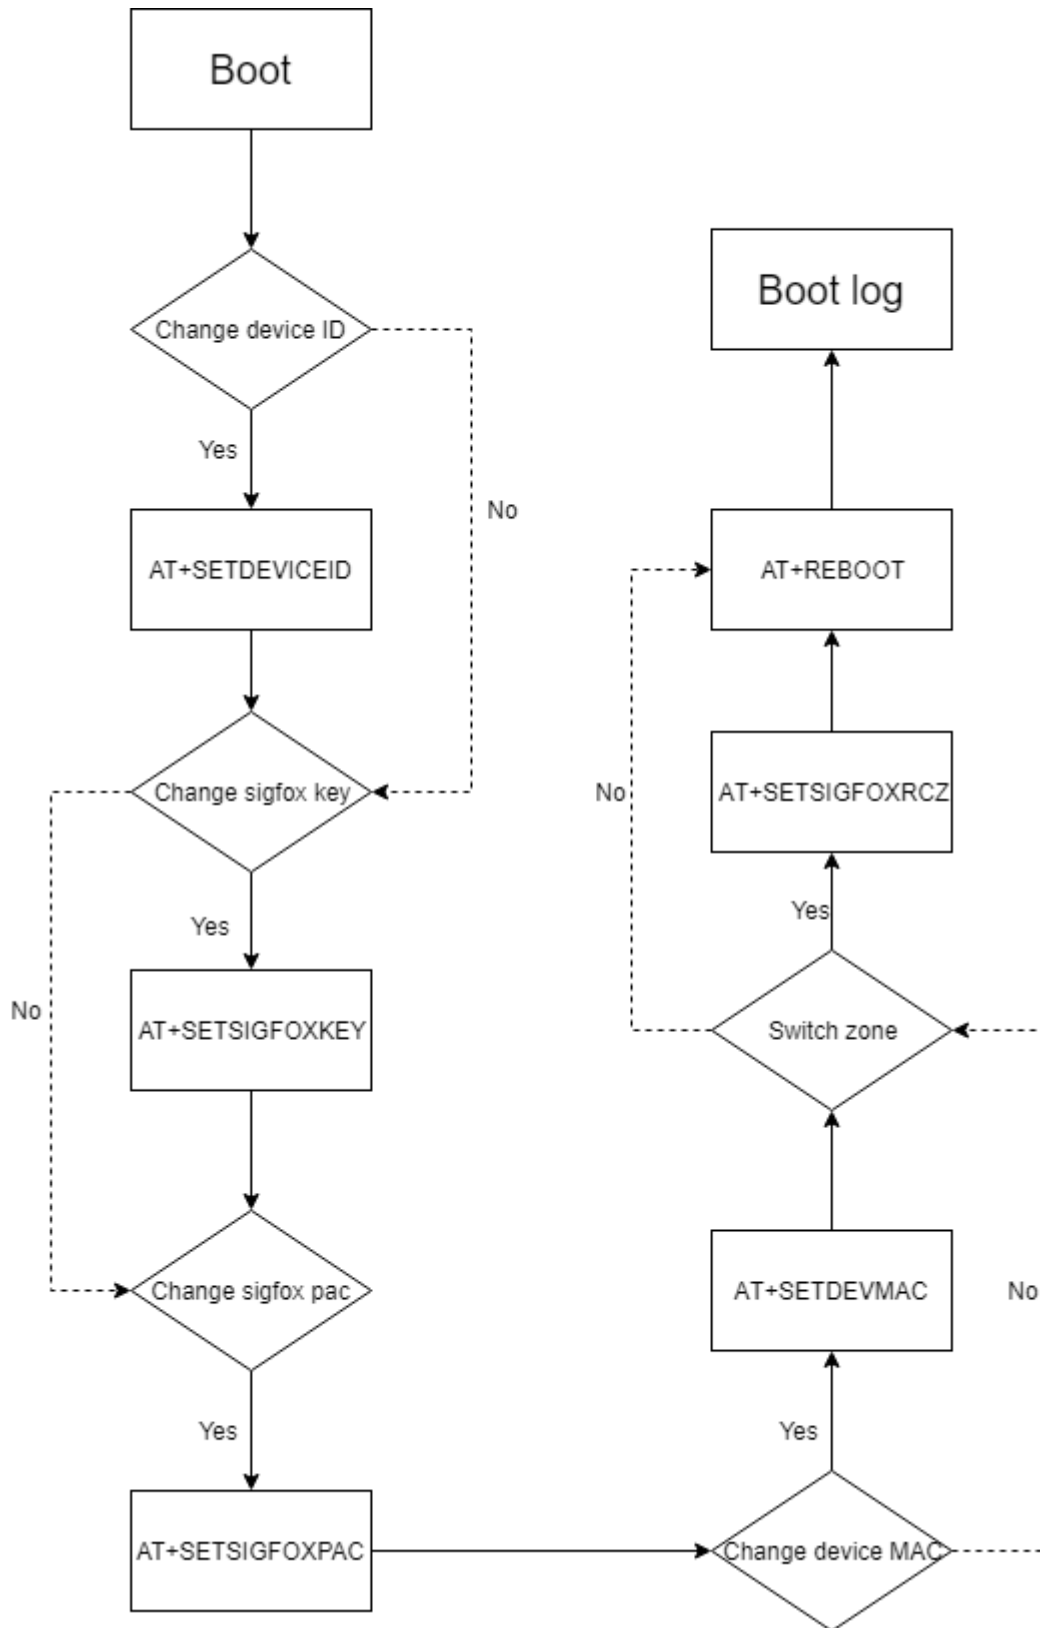 Boot
Change device ID
Yes
No
AT+SETDEVICEID
Change sigfox key
Yes
No
AT+SETSIGFOXKEY
Change sigfox pac
Yes
AT+SETSIGFOXPAC
Change device MAC
Yes
No
AT+SETDEVMAC
Switch zone
Yes
No
AT+SETSIGFOXRCZ
AT+REBOOT
Boot log